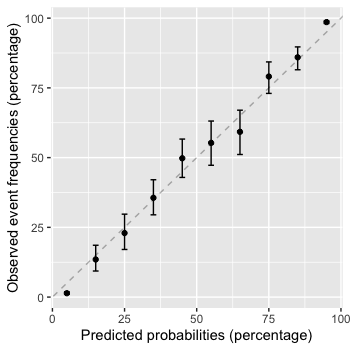 Observed event frequencies (percentage)
100
75
50
25
0
0 25 50 75 100
Predicted probabilities (percentage)